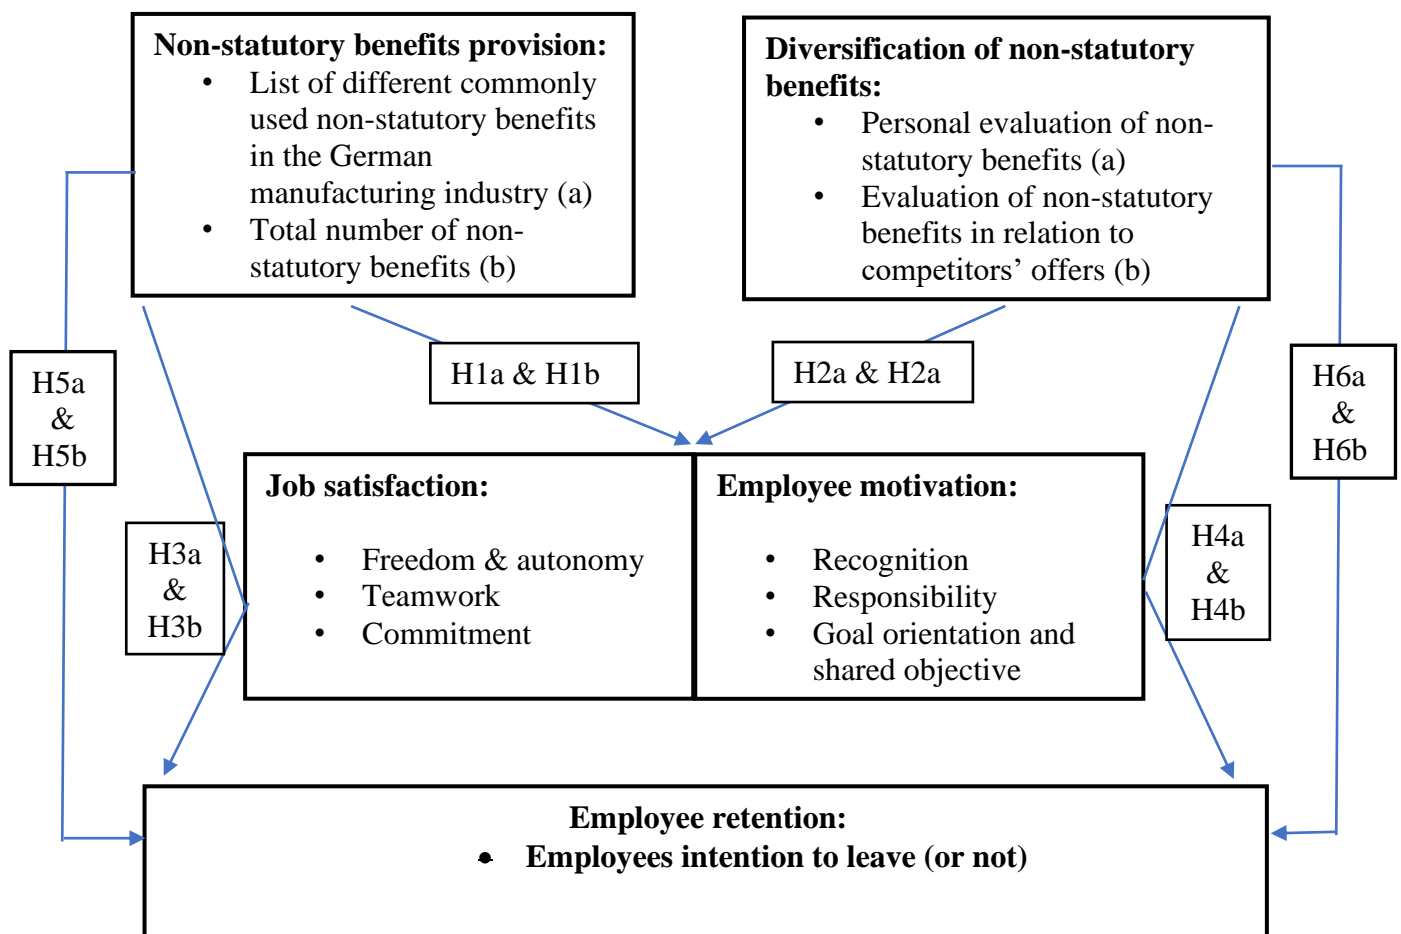 Non-statutory benefits provision:
• List of different commonly
used non-statutory benefits
in the German
manufacturing industry (a)
• Total number of non-
statutory benefits (b)
Diversification of non-statutory
benefits:
• Personal evaluation of non-
statutory benefits (a)
• Evaluation of non-statutory
benefits in relation to
competitors’ offers (b)
H5a
&
H5b
H1a & H1b
H2a & H2a
H6a
&
H6b
H3a
&
H3b
Job satisfaction:
• Freedom & autonomy
• Teamwork
• Commitment
Employee motivation:
• Recognition
• Responsibility
• Goal orientation and
shared objective
H4a
&
H4b
Employee retention:
• Employees intention to leave (or not)